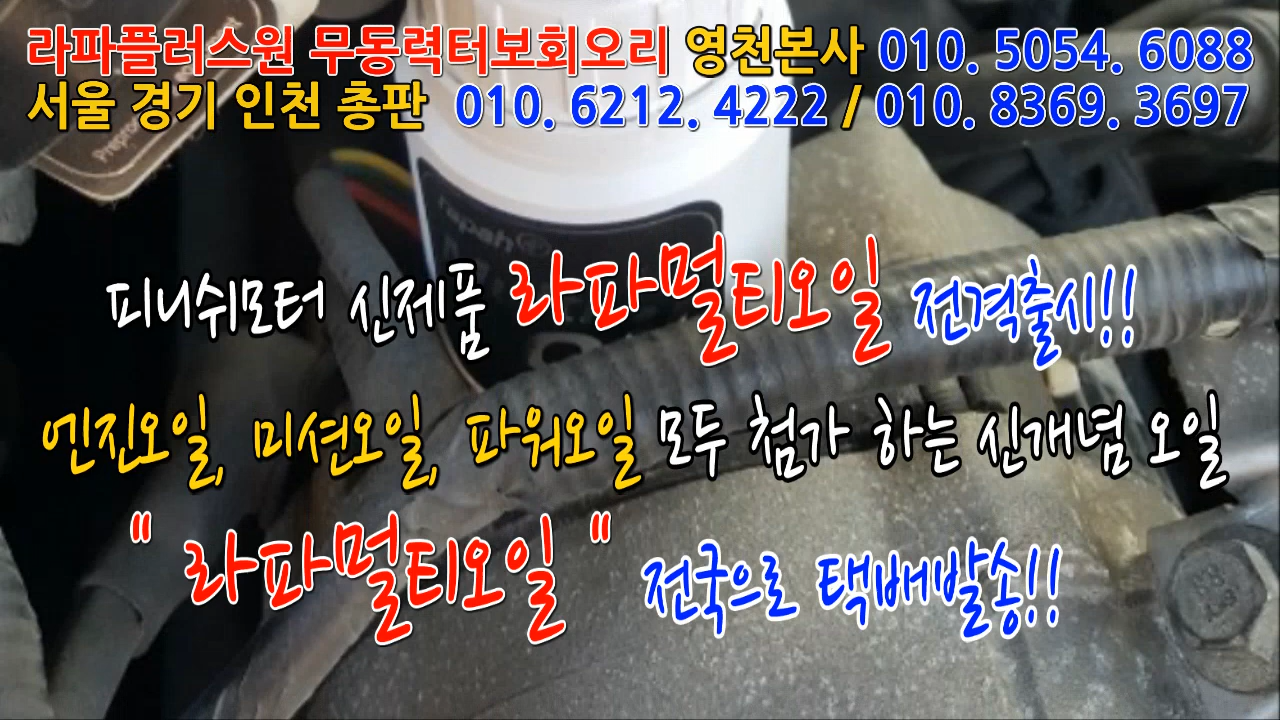 라파플러스원 무동력터보회오리 영천본사 010. 5054. 6088
서울 경기 인천 총판 010. 6212. 4222 / 010. 8369. 3697
Prepro
rapah
피니쉬모터 신제품 라파멀티오일 전격출시!!
엔진오일, 미션오일, 파워오일 모두 첨가 하는 신개념 오일
" 라파멀티오일 " 전국으로 택배발송!!